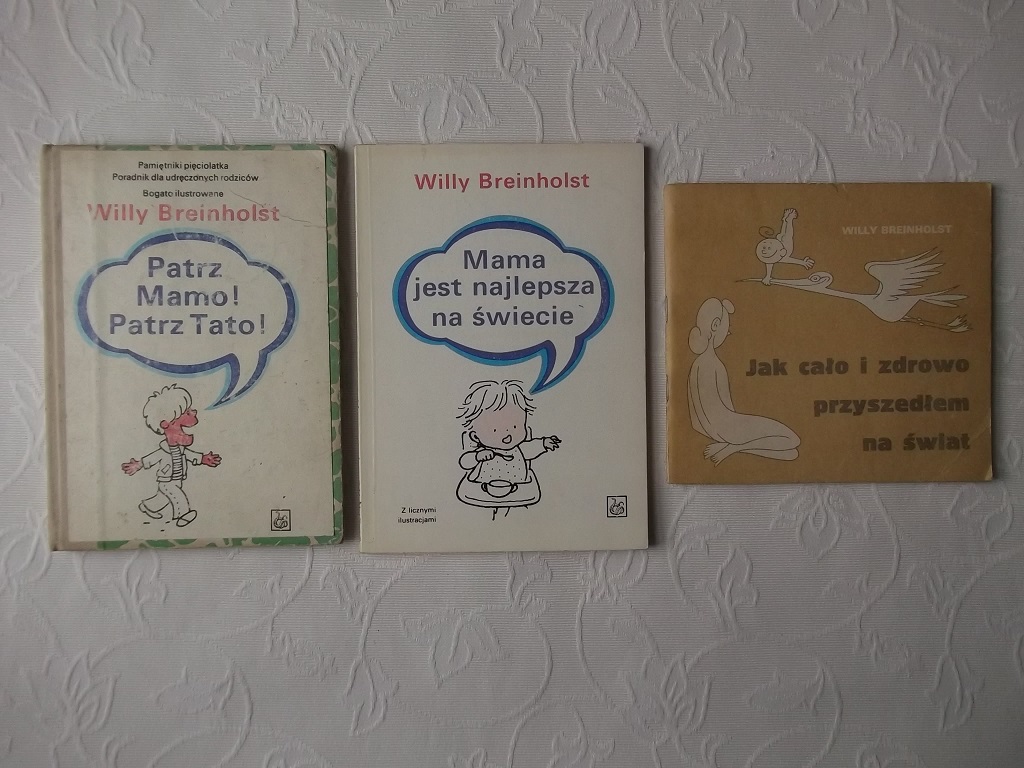 Pamiętniki pięciolatka
Poradnik dla udręczonych rodziców
Bogato ilustrowane
Willy Breinholst
Patrz
Mamo!
Patrz Tato!
Willy Breinholst
Mama
jest najlepsza
na świecie
Z licznymi
ilustracjami
WILLY BREINHOLST
Jak cało i zdrowo
przyszedłem
na świat